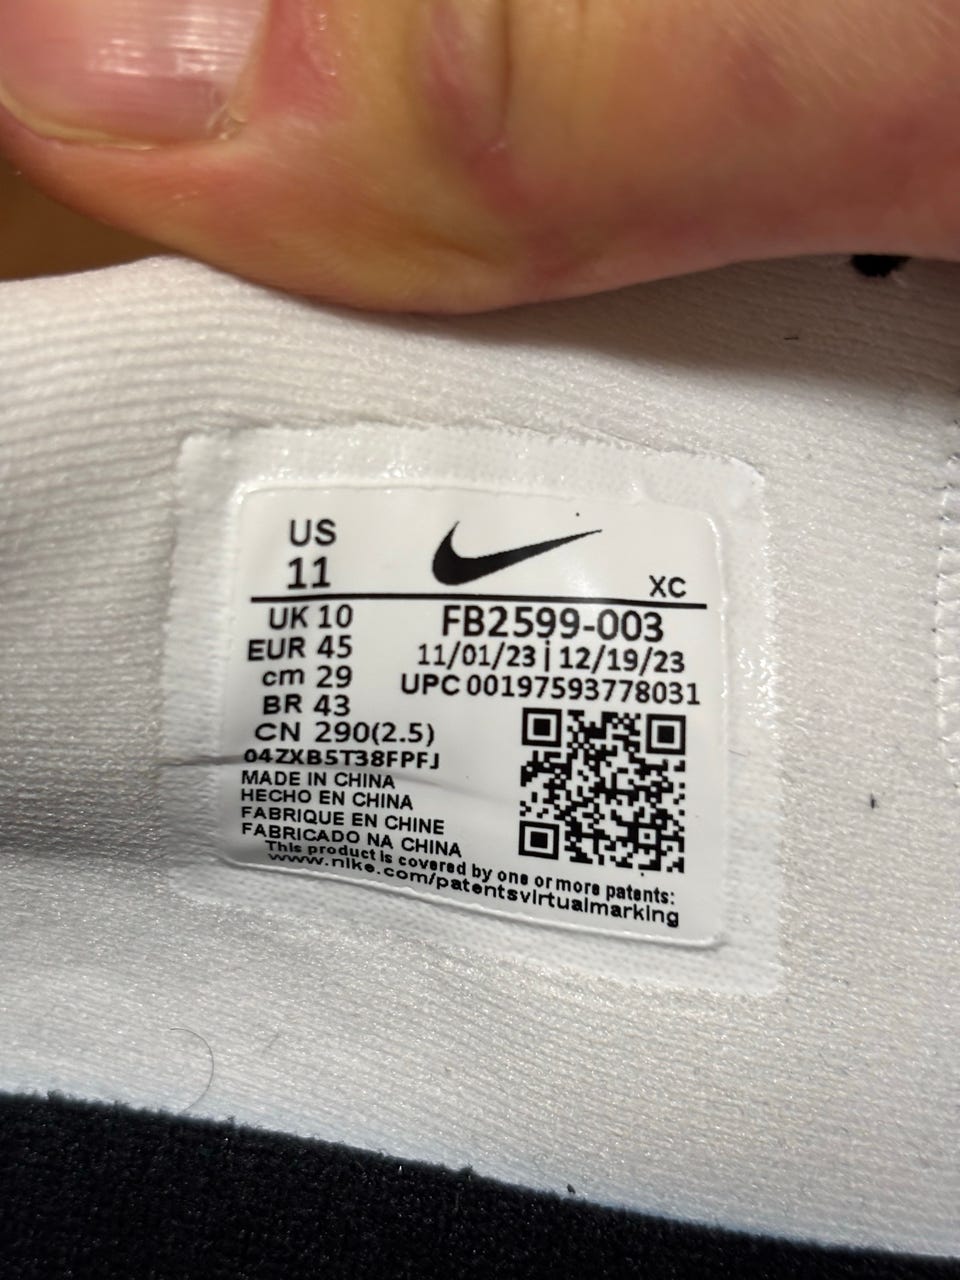 US
11
XC
UK 10
EUR 45
cm 29
BR 43
CN 290(2.5)
FB2599-003
11/01/23 | 12/19/23
UPC 00197593778031
04ZXB5T38FPFJ
MADE IN CHINA
HECHO EN CHINA
FABRIQUE EN CHINE
FABRICADO NA CHINA
This product is covered by one or more patents:
www.nike.com/patentsvirtualmarking